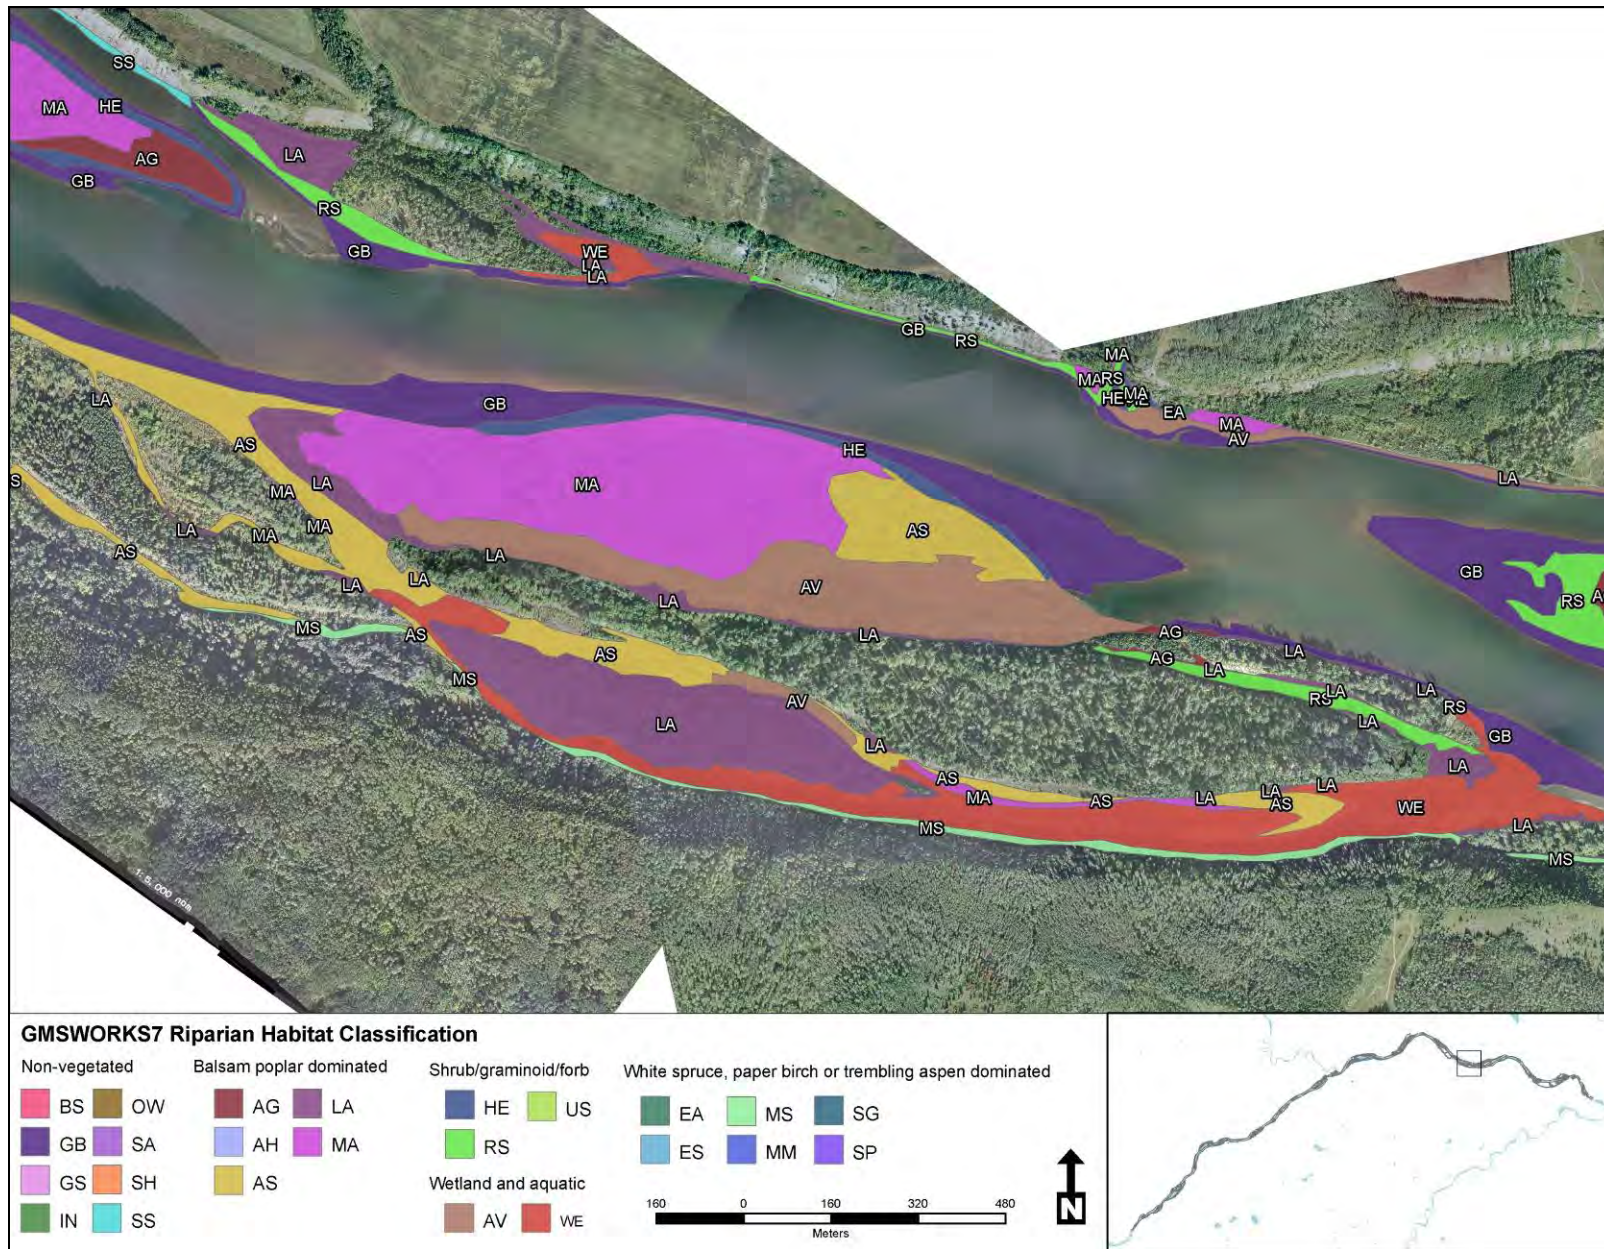 SS
MA
HE
AG
LA
GB
RS
GB
WE
LA
LA
GB
RS
MA
MA
RS
HE
MA
EA
MA
AV
LA
LA
GB
AS
HE
MA
LA
MA
S
MA
AS
LA
MA
AS
LA
GB
RS
LA
LA
AV
LA
MS
AS
LA
AG
LA
AS
AG
LA
MS
LA
LA
RS
AV
RS
LA
LA
GB
LA
LA
AS
LA
LA
MA
AS
LA
AS
WE
MS
LA
MS
1:5,000 nom
GMSWORKS7 Riparian Habitat Classification
Non-vegetated
BS OW
GB SA
GS SH
IN SS
Balsam poplar dominated
AG LA
AH MA
AS
Shrub/graminoid/forb
HE US
RS
Wetland and aquatic
AV WE
White spruce, paper birch or trembling aspen dominated
EA MS SG
ES MM SP
160 0 160 320 480
Meters
N